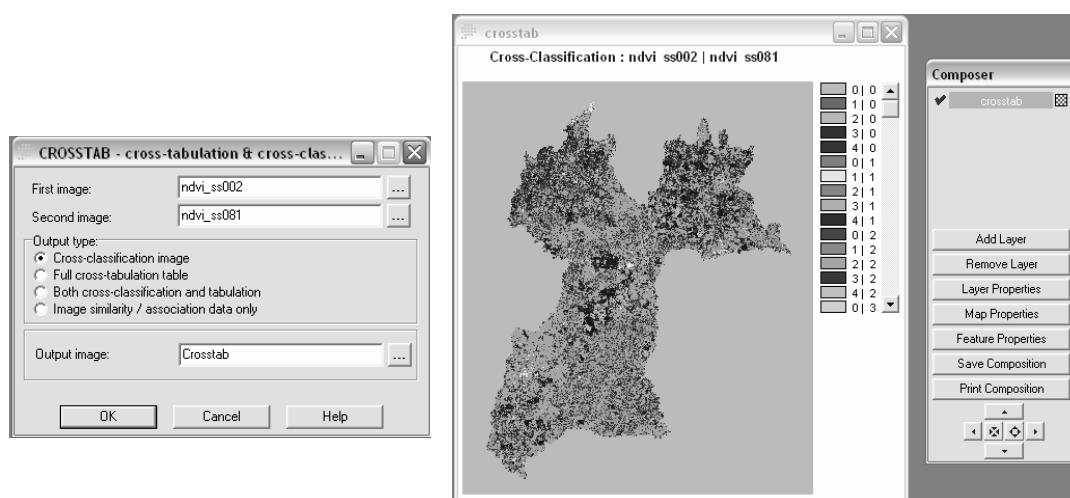 CROSSTAB - cross-tabulation & cross-clas...
First image:
ndvi_ss002
...
Second image:
ndvi_ss081
...
Output type:
Cross-classification image
Full cross-tabulation table
Both cross-classification and tabulation
Image similarity / association data only
Output image:
Crosstab
...
OK
Cancel
Help
crosstab
Cross-Classification : ndvi ss002 | ndvi ss081
0| 0
1| 0
2| 0
3| 0
4| 0
0| 1
1| 1
2| 1
3| 1
4| 1
0| 2
1| 2
2| 2
3| 2
4| 2
0| 3
Composer
crosstab
Add Layer
Remove Layer
Layer Properties
Map Properties
Feature Properties
Save Composition
Print Composition